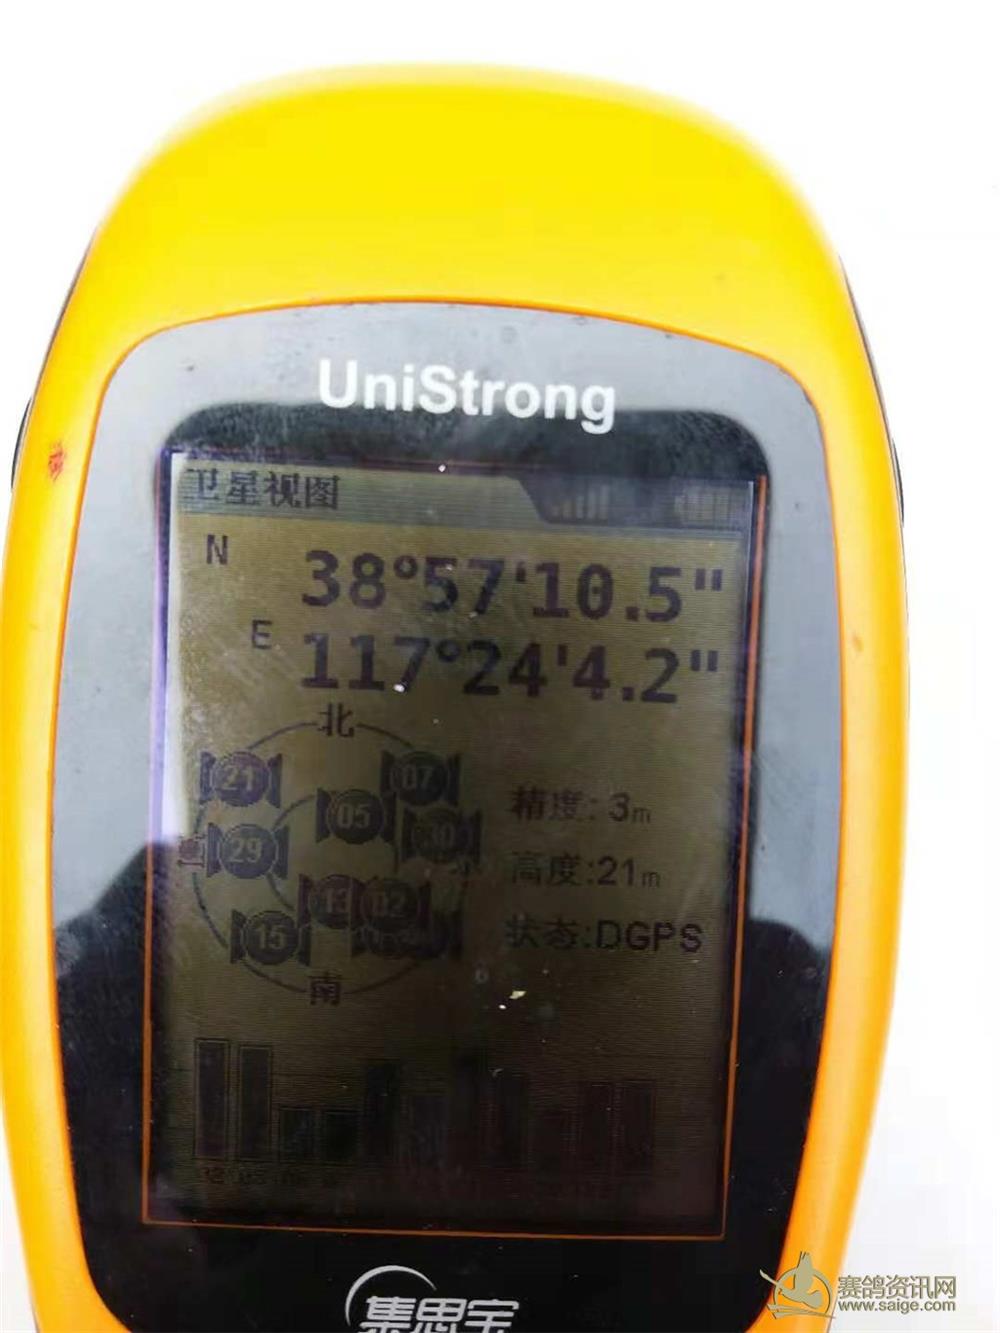 UniStrong
卫星视图
N 38°57'10.5"
E 117°24'4.2"
北
21
07
05
30
29
13
02
15
南
精度: 3m
高度:21m
状态:DGPS
集思宝
赛鸽资讯网
www.saige.com